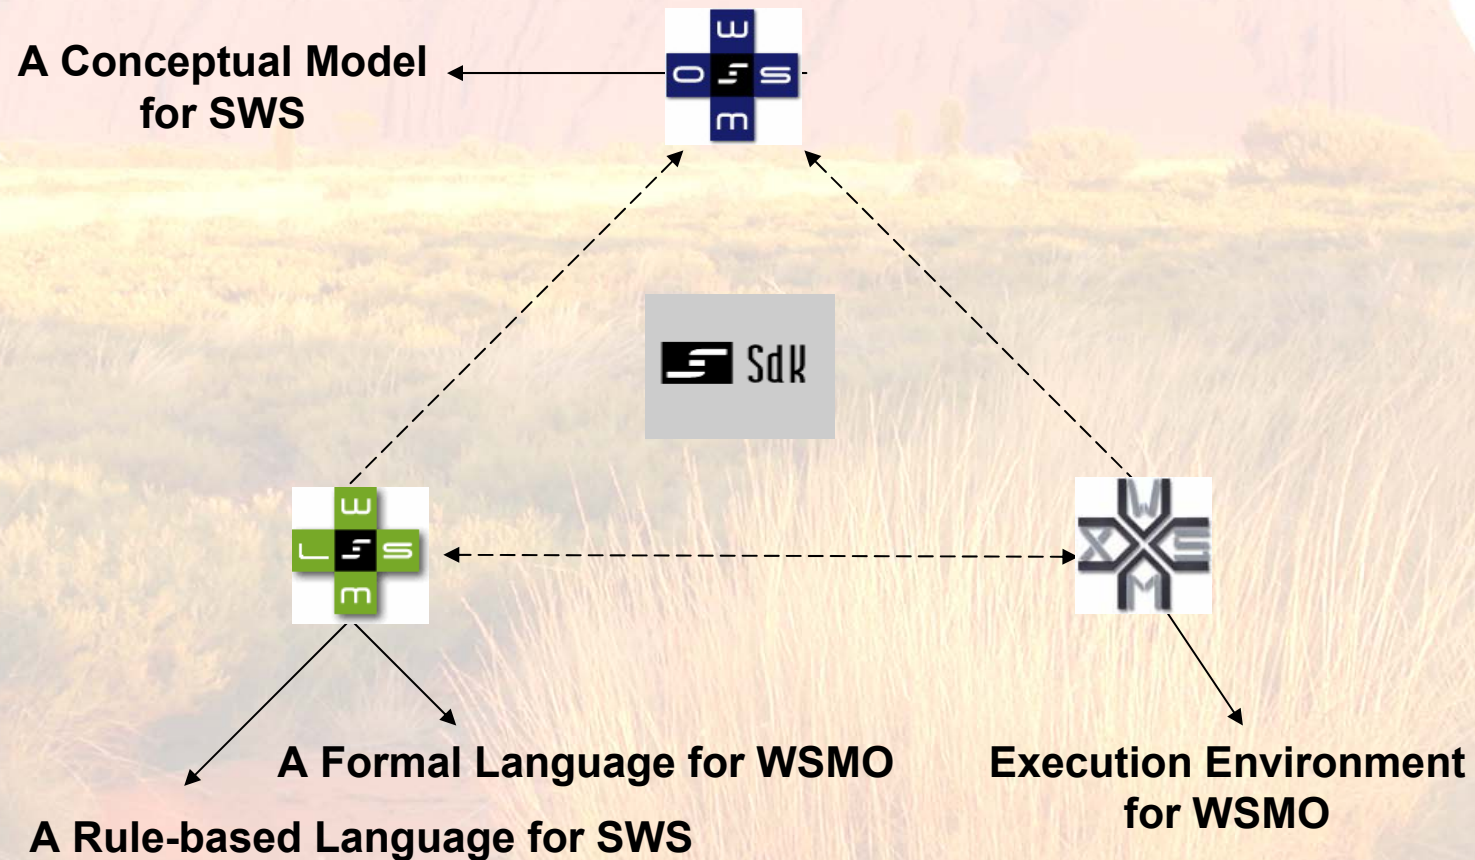 W
O S
M
A Conceptual Model
for SWS
SdK
W
L S
M
W
X S
M
A Formal Language for WSMO
A Rule-based Language for SWS
Execution Environment
for WSMO